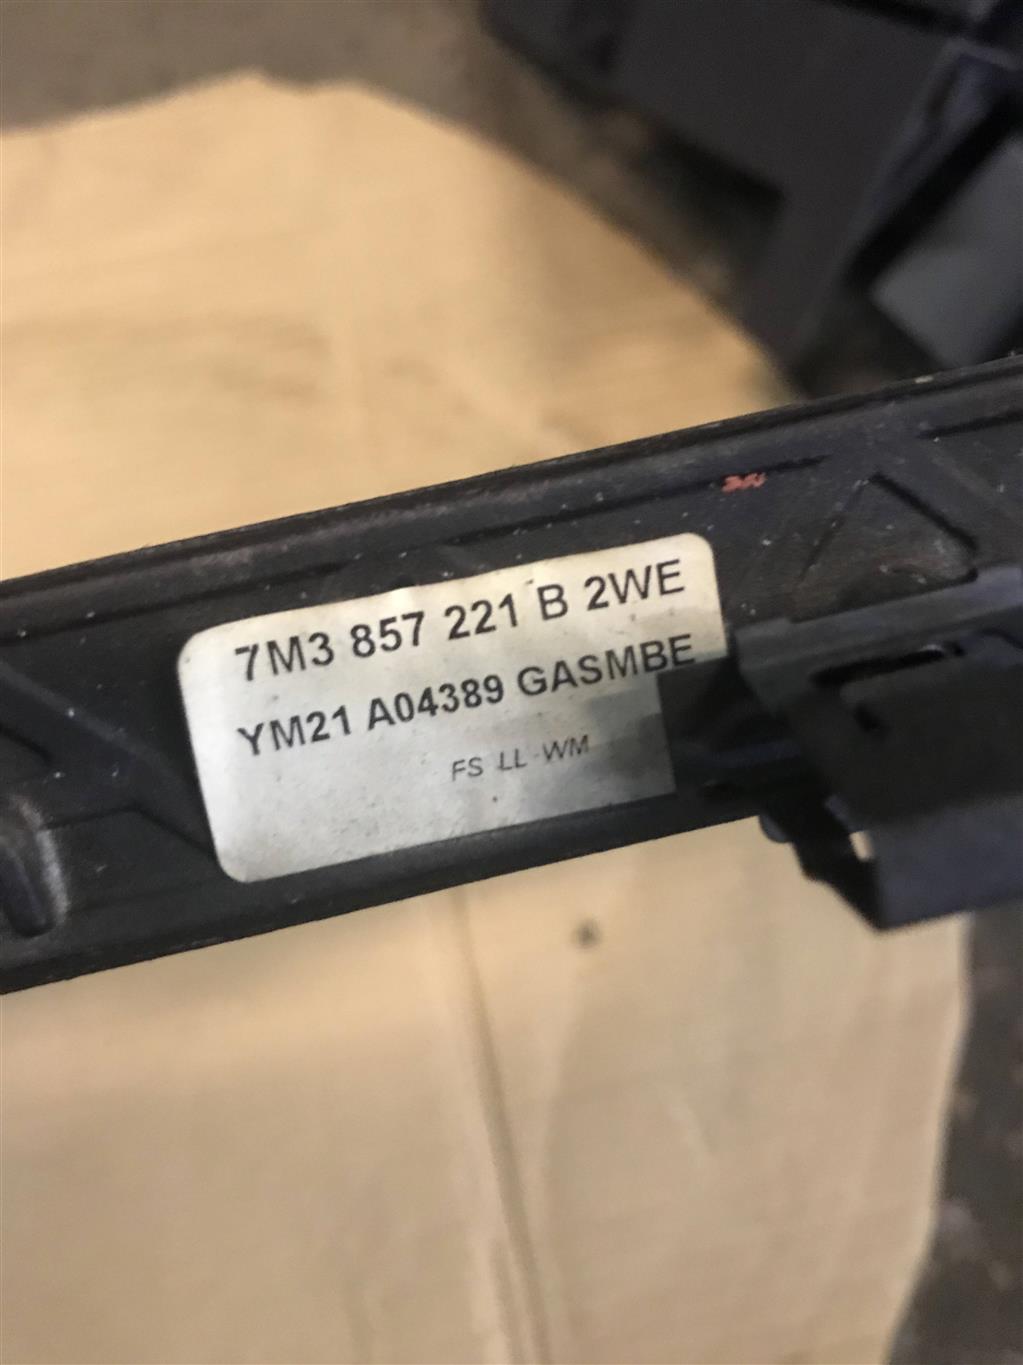 7M3 857 221 B 2WE
YM21 A04389 GASMBE
FS LL WM